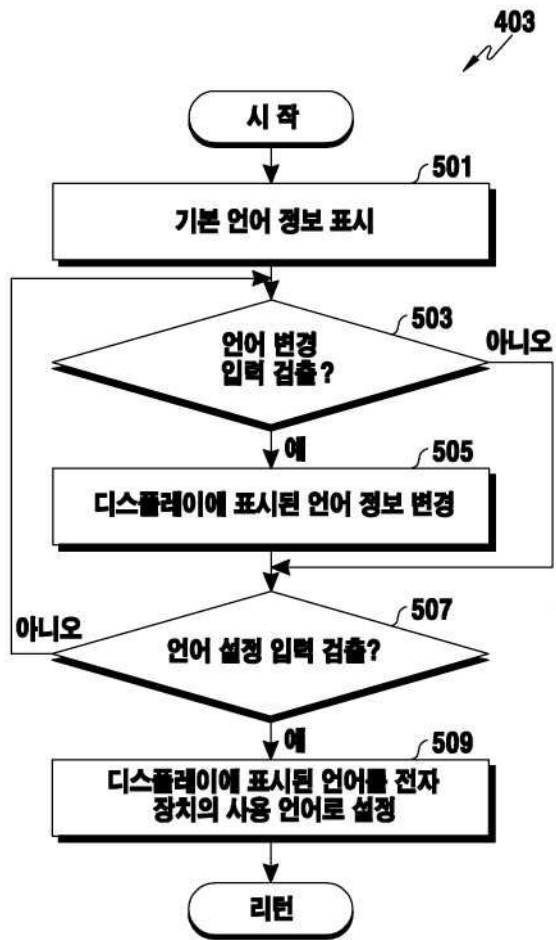 403
시 작
501
기본 언어 정보 표시
503
언어 변경
입력 검출?
아니오
예
505
디스플레이에 표시된 언어 정보 변경
507
아니오
언어 설정 입력 검출?
예
509
디스플레이에 표시된 언어를 전자
장치의 사용 언어로 설정
리턴